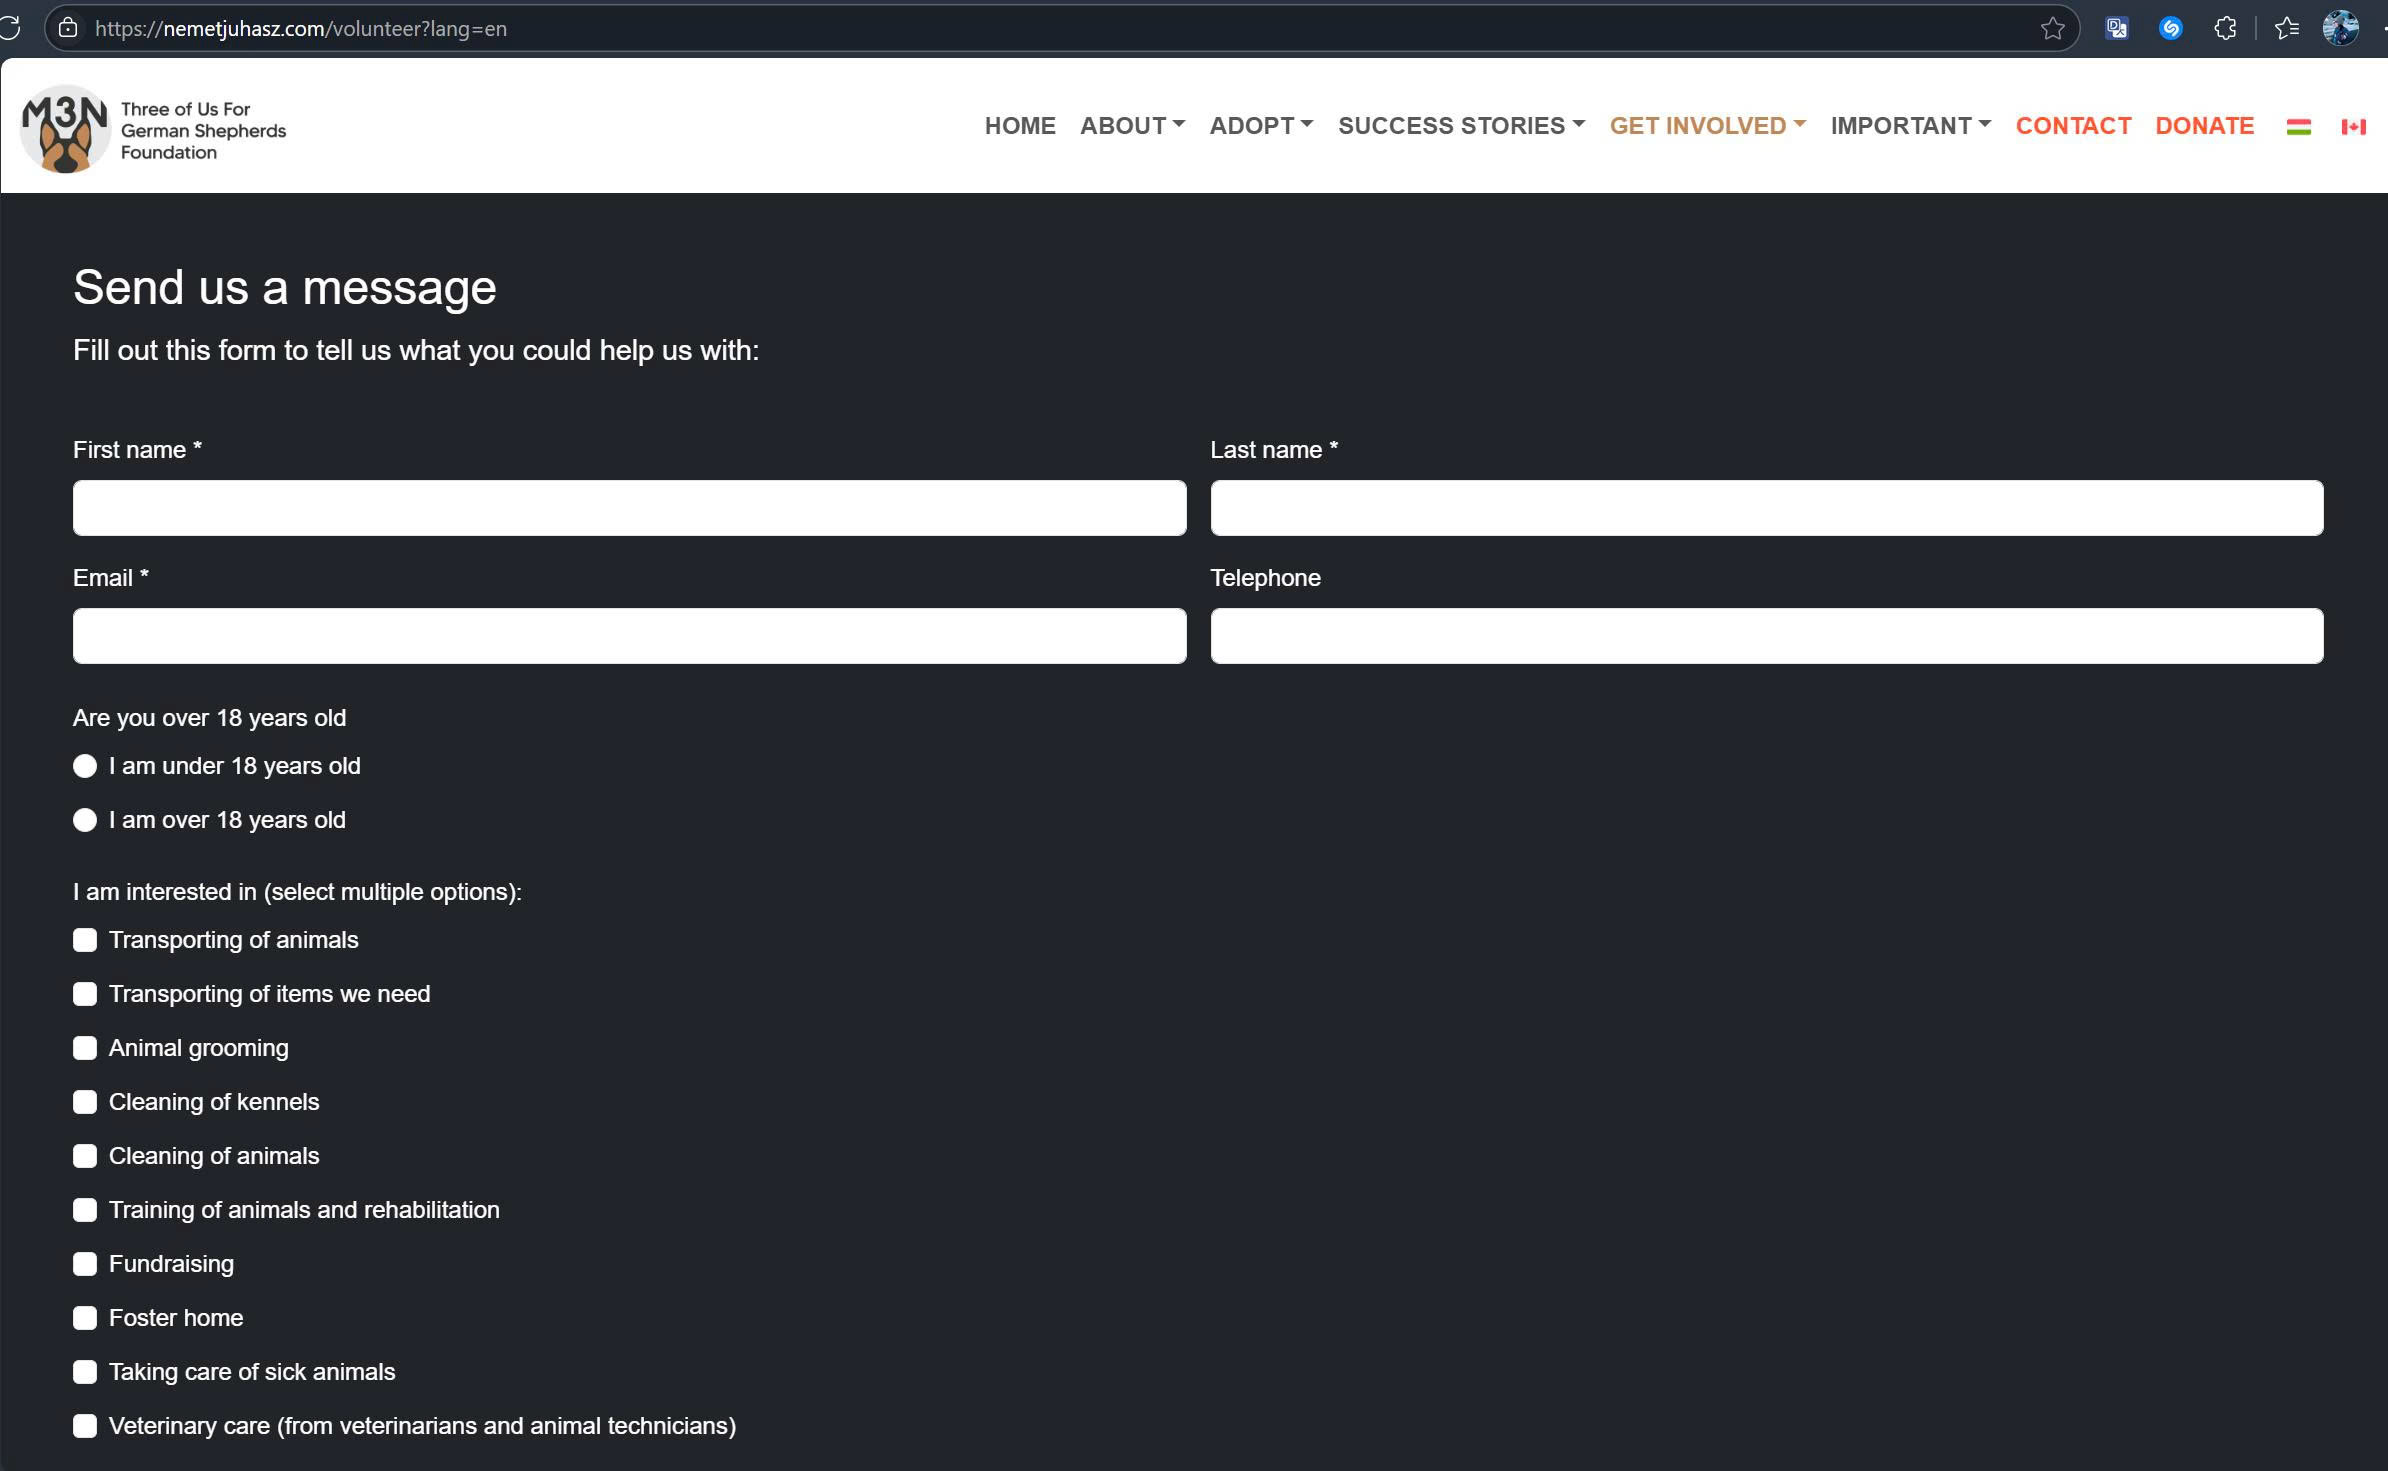 https://nemetjuhasz.com/volunteer?lang=en
M3N
Three of Us For
German Shepherds
Foundation
HOME ABOUT ADOPT SUCCESS STORIES GET INVOLVED IMPORTANT CONTACT DONATE
Send us a message
Fill out this form to tell us what you could help us with:
First name * Last name *
Email * Telephone
Are you over 18 years old
I am under 18 years old
I am over 18 years old
I am interested in (select multiple options):
Transporting of animals
Transporting of items we need
Animal grooming
Cleaning of kennels
Cleaning of animals
Training of animals and rehabilitation
Fundraising
Foster home
Taking care of sick animals
Veterinary care (from veterinarians and animal technicians)